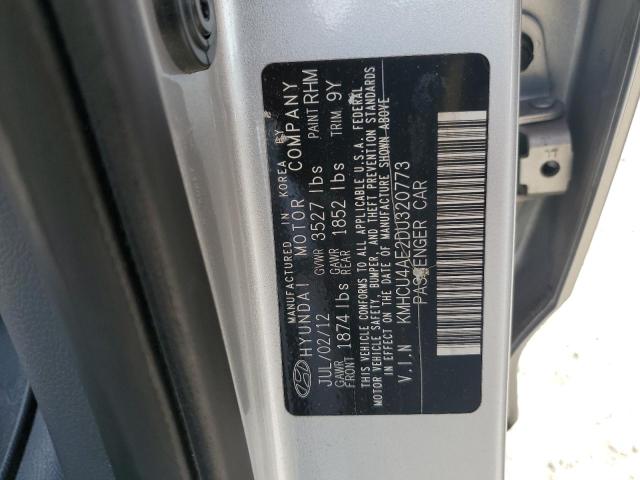 MANUFACTURED IN KOREA BY
HYUNDAI MOTOR COMPANY
JUL/02/12 GVWR 3527 lbs PAINT RHM
GAWR FRONT 1874 lbs GAWR REAR 1852 lbs TRIM 9Y
THIS VEHICLE CONFORMS TO ALL APPLICABLE U.S.A. FEDERAL
MOTOR VEHICLE SAFETY, BUMPER, AND THEFT PREVENTION STANDARDS
IN EFFECT ON THE DATE OF MANUFACTURE SHOWN ABOVE
V.I.N KMHCU4AE2DU320773
PASSENGER CAR